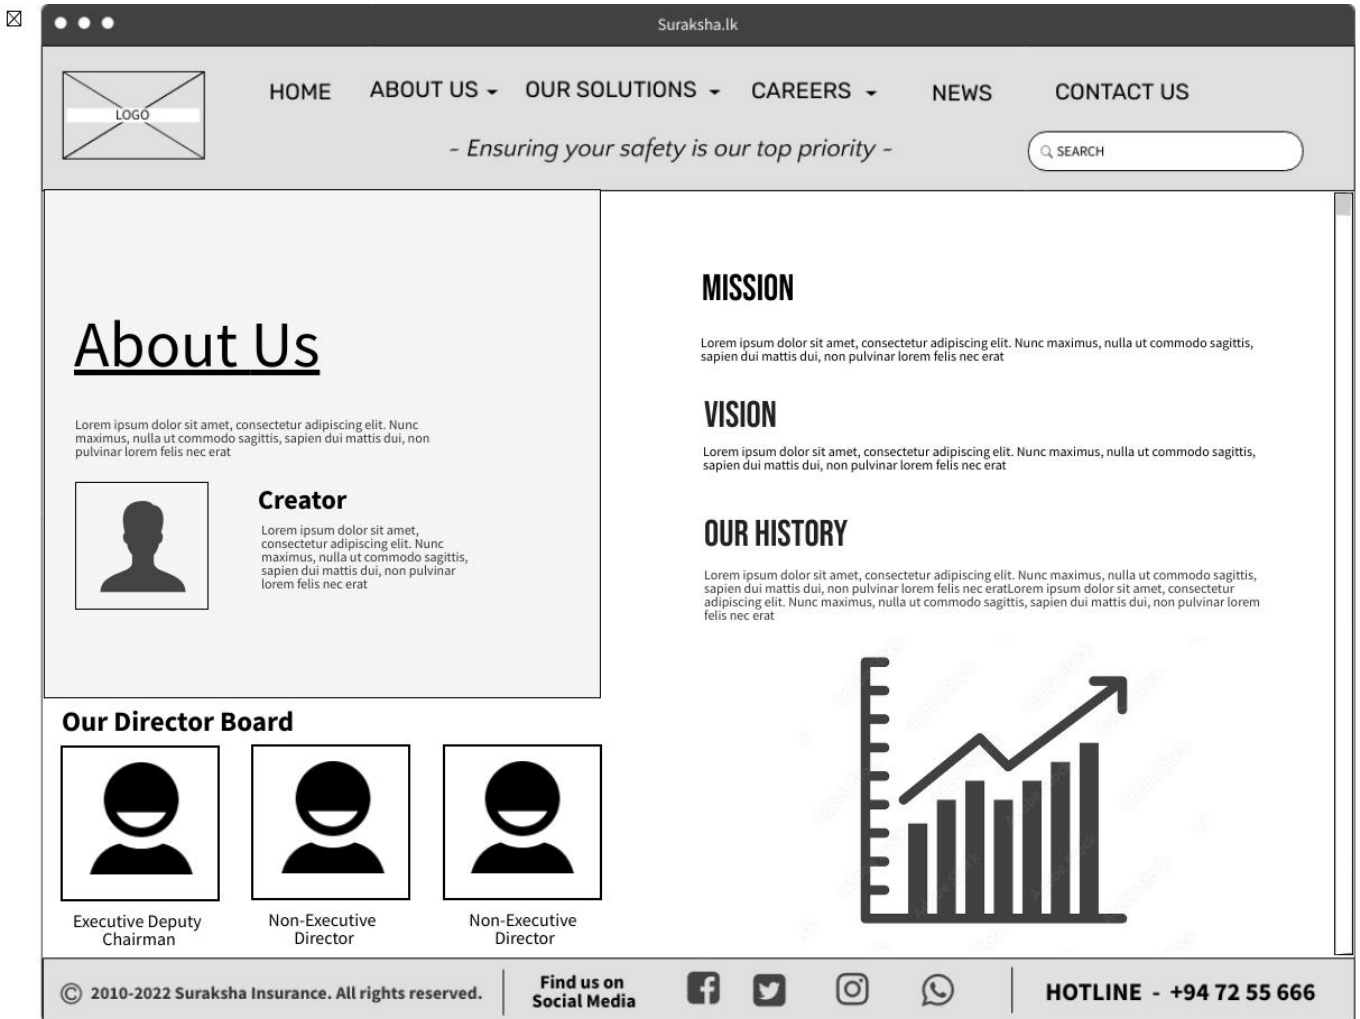 Suraksha.lk
LOGO
HOME
ABOUT US
OUR SOLUTIONS
CAREERS
NEWS
CONTACT US
- Ensuring your safety is our top priority -
SEARCH
About Us
Lorem ipsum dolor sit amet, consectetur adipiscing elit. Nunc
maximus, nulla ut commodo sagittis, sapien dui mattis dui, non
pulvinar lorem felis nec erat
Creator
Lorem ipsum dolor sit amet,
consectetur adipiscing elit. Nunc
maximus, nulla ut commodo sagittis,
sapien dui mattis dui, non pulvinar
lorem felis nec erat
Our Director Board
Executive Deputy
Chairman
Non-Executive
Director
Non-Executive
Director
MISSION
Lorem ipsum dolor sit amet, consectetur adipiscing elit. Nunc maximus, nulla ut commodo sagittis,
sapien dui mattis dui, non pulvinar lorem felis nec erat
VISION
Lorem ipsum dolor sit amet, consectetur adipiscing elit. Nunc maximus, nulla ut commodo sagittis,
sapien dui mattis dui, non pulvinar lorem felis nec erat
OUR HISTORY
Lorem ipsum dolor sit amet, consectetur adipiscing elit. Nunc maximus, nulla ut commodo sagittis,
sapien dui mattis dui, non pulvinar lorem felis nec eratLorem ipsum dolor sit amet, consectetur
adipiscing elit. Nunc maximus, nulla ut commodo sagittis, sapien dui mattis dui, non pulvinar lorem
felis nec erat
© 2010-2022 Suraksha Insurance. All rights reserved.
Find us on
Social Media
HOTLINE - +94 72 55 666